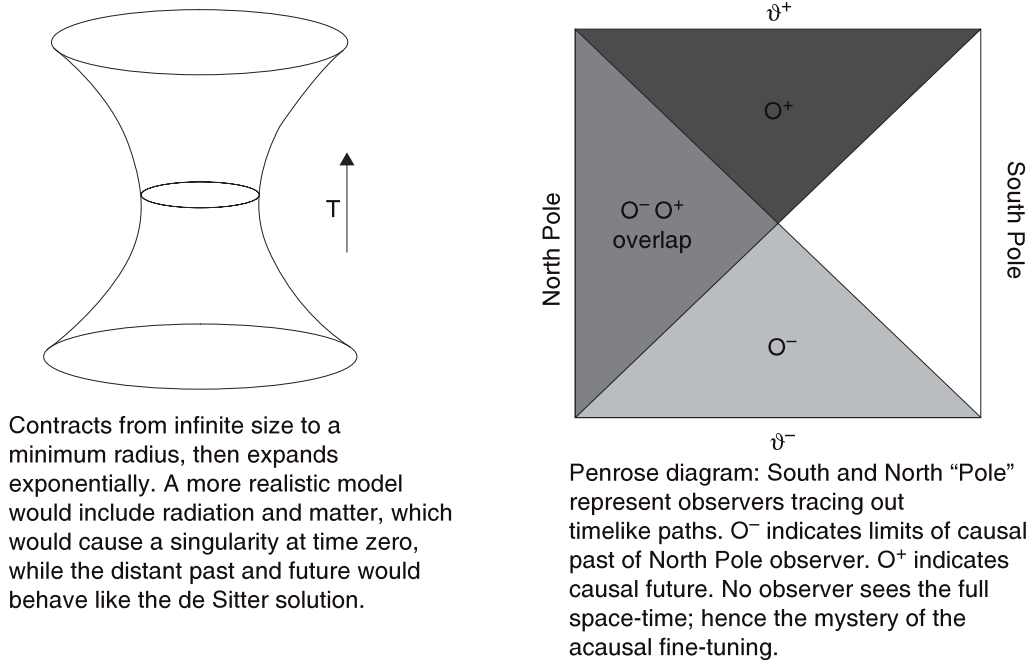 T
Contracts from infinite size to a
minimum radius, then expands
exponentially. A more realistic model
would include radiation and matter, which
would cause a singularity at time zero,
while the distant past and future would
behave like the de Sitter solution.
ϑ⁺
O⁺
O⁻ O⁺
overlap
North Pole
South Pole
O⁻
ϑ⁻
Penrose diagram: South and North “Pole”
represent observers tracing out
timelike paths. O⁻ indicates limits of causal
past of North Pole observer. O⁺ indicates
causal future. No observer sees the full
space-time; hence the mystery of the
acausal fine-tuning.